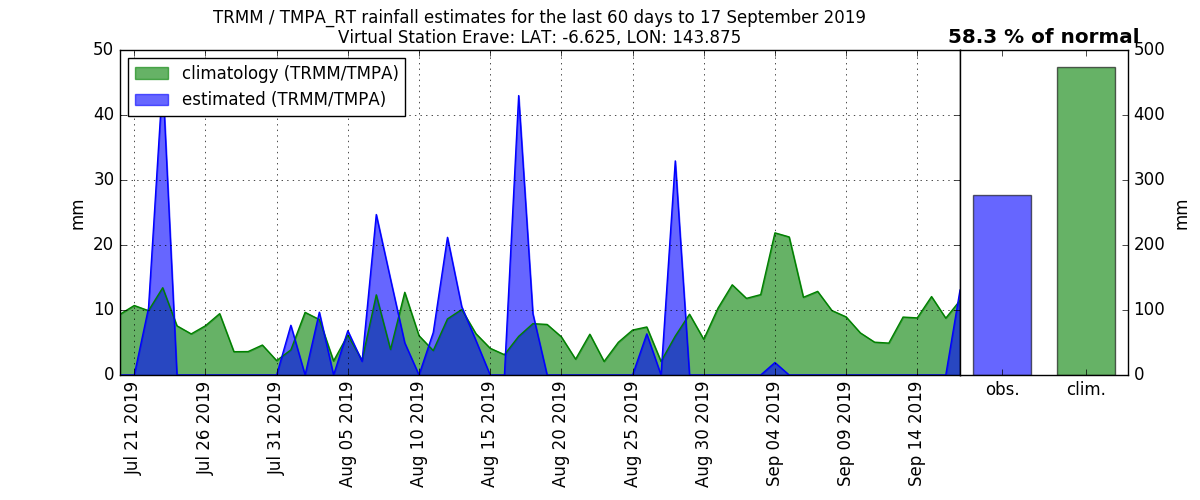 TRMM / TMPA_RT rainfall estimates for the last 60 days to 17 September 2019
Virtual Station Erave: LAT: -6.625, LON: 143.875
58.3 % of normal
climatology (TRMM/TMPA)
estimated (TRMM/TMPA)
50
40
30
20
10
0
mm
500
400
300
200
100
0
mm
Jul 21 2019
Jul 26 2019
Jul 31 2019
Aug 05 2019
Aug 10 2019
Aug 15 2019
Aug 20 2019
Aug 25 2019
Aug 30 2019
Sep 04 2019
Sep 09 2019
Sep 14 2019
obs.
clim.